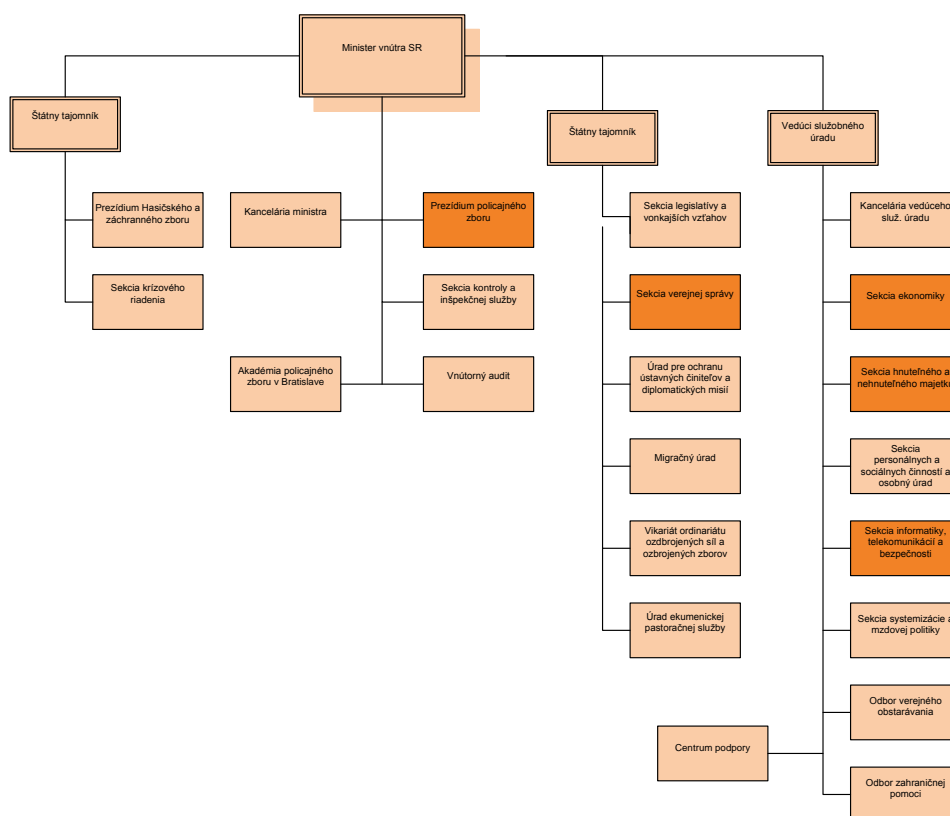 Minister vnútra SR
Štátny tajomník
Štátny tajomník
Vedúci služobného
úradu
Prezídium Hasičského a
záchranného zboru
Sekcia krízového
riadenia
Kancelária ministra
Prezídium policajného
zboru
Sekcia kontroly a
inšpekčnej služby
Akadémia policajného
zboru v Bratislave
Vnútorný audit
Sekcia legislatívy a
vonkajších vzťahov
Sekcia verejnej správy
Úrad pre ochranu
ústavných činiteľov a
diplomatických misií
Migračný úrad
Vikariát ordinariátu
ozdbrojených síl a
ozbrojených zborov
Úrad ekumenickej
pastoračnej služby
Kancelária vedúceho
služ. úradu
Sekcia ekonomiky
Sekcia hnuteľného a
nehnuteľného majetku
Sekcia
personálnych a
sociálnych činností a
osobný úrad
Sekcia informatiky,
telekomunikácií a
bezpečnosti
Sekcia systemizácie a
mzdovej politiky
Odbor verejného
obstarávania
Centrum podpory
Odbor zahraničnej
pomoci